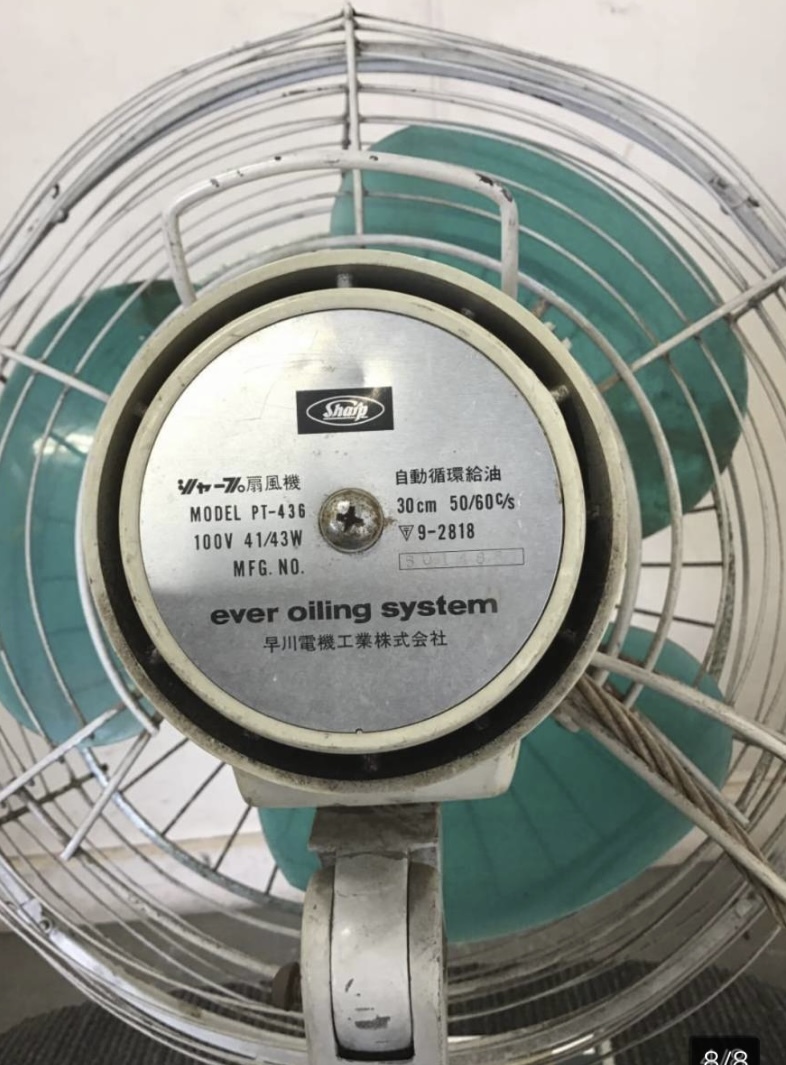 Sharp
シャープ扇風機
自動循環給油
MODEL PT-436
30cm 50/60c/s
100V 41/43W
〒9-2818
MFG. NO.
ever oiling system
早川電機工業株式会社
8/8